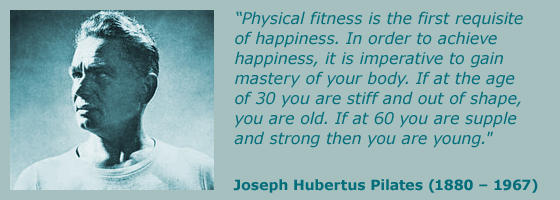 “Physical fitness is the first requisite
of happiness. In order to achieve
happiness, it is imperative to gain
mastery of your body. If at the age
of 30 you are stiff and out of shape,
you are old. If at 60 you are supple
and strong then you are young."
Joseph Hubertus Pilates (1880 – 1967)